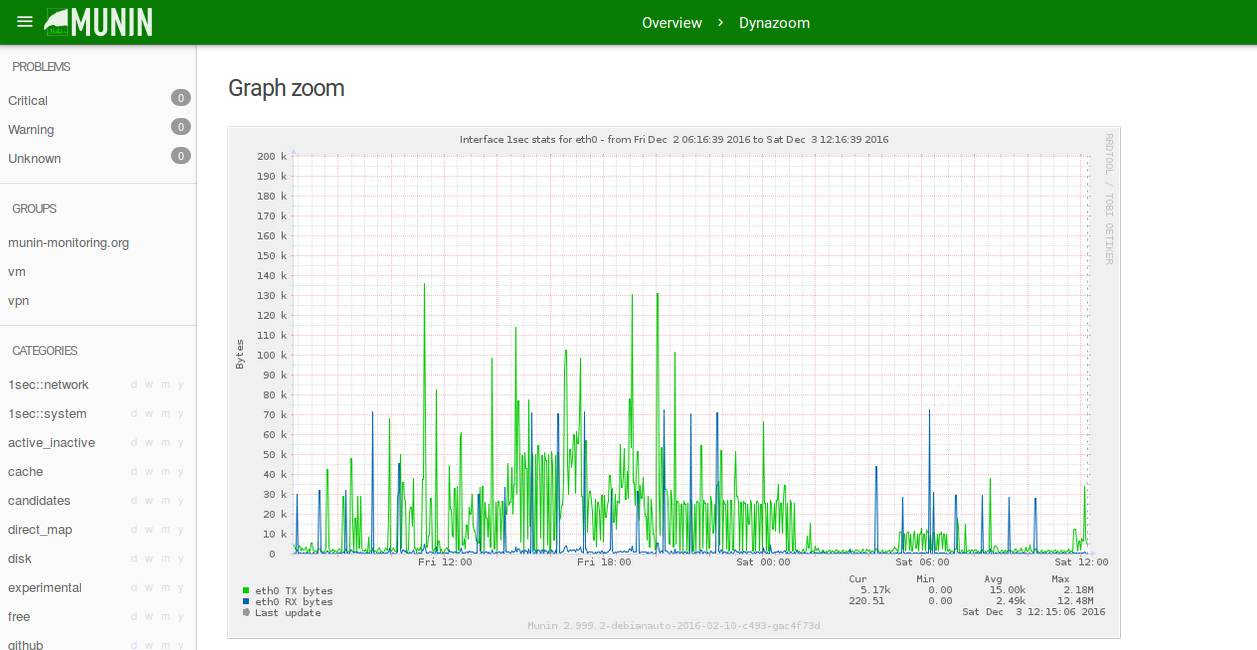 MUNIN
Overview > Dynazoom
PROBLEMS
Critical 0
Warning 0
Unknown 0
GROUPS
munin-monitoring.org
vm
vpn
CATEGORIES
1sec::network d w m y
1sec::system d w m y
active_inactive d w m y
cache d w m y
candidates d w m y
direct_map d w m y
disk d w m y
experimental d w m y
free d w m y
github d w m y
Graph zoom
Interface 1sec stats for eth0 - from Fri Dec 2 06:16:39 2016 to Sat Dec 3 12:16:39 2016
RRDTOOL / TOBI OETIKER
Bytes
200 k
190 k
180 k
170 k
160 k
150 k
140 k
130 k
120 k
110 k
100 k
90 k
80 k
70 k
60 k
50 k
40 k
30 k
20 k
10 k
0
Fri 12:00 Fri 18:00 Sat 00:00 Sat 06:00 Sat 12:00
Cur Min Avg Max
eth0 TX bytes 5.17k 0.00 15.00k 2.18M
eth0 RX bytes 220.51 0.00 2.49k 12.48M
Last update Sat Dec 3 12:15:06 2016
Munin 2.999.2-debianauto-2016-02-10-c493-gac4f73d